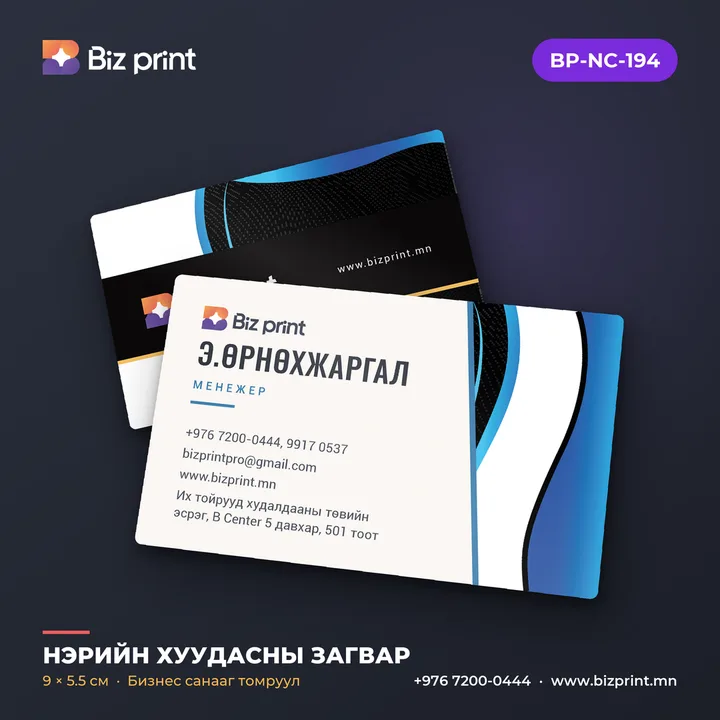 Biz print
BP-NC-194
www.bizprint.mn
Biz print
Э.ӨРНӨХЖАРГАЛ
МЕНЕЖЕР
+976 7200-0444, 9917 0537
bizprintpro@gmail.com
www.bizprint.mn
Их тойрууд худалдааны төвийн
эсрэг, B Center 5 давхар, 501 тоот
НЭРИЙН ХУУДАСНЫ ЗАГВАР
9 × 5.5 см · Бизнес санааг томруул
+976 7200-0444 · www.bizprint.mn